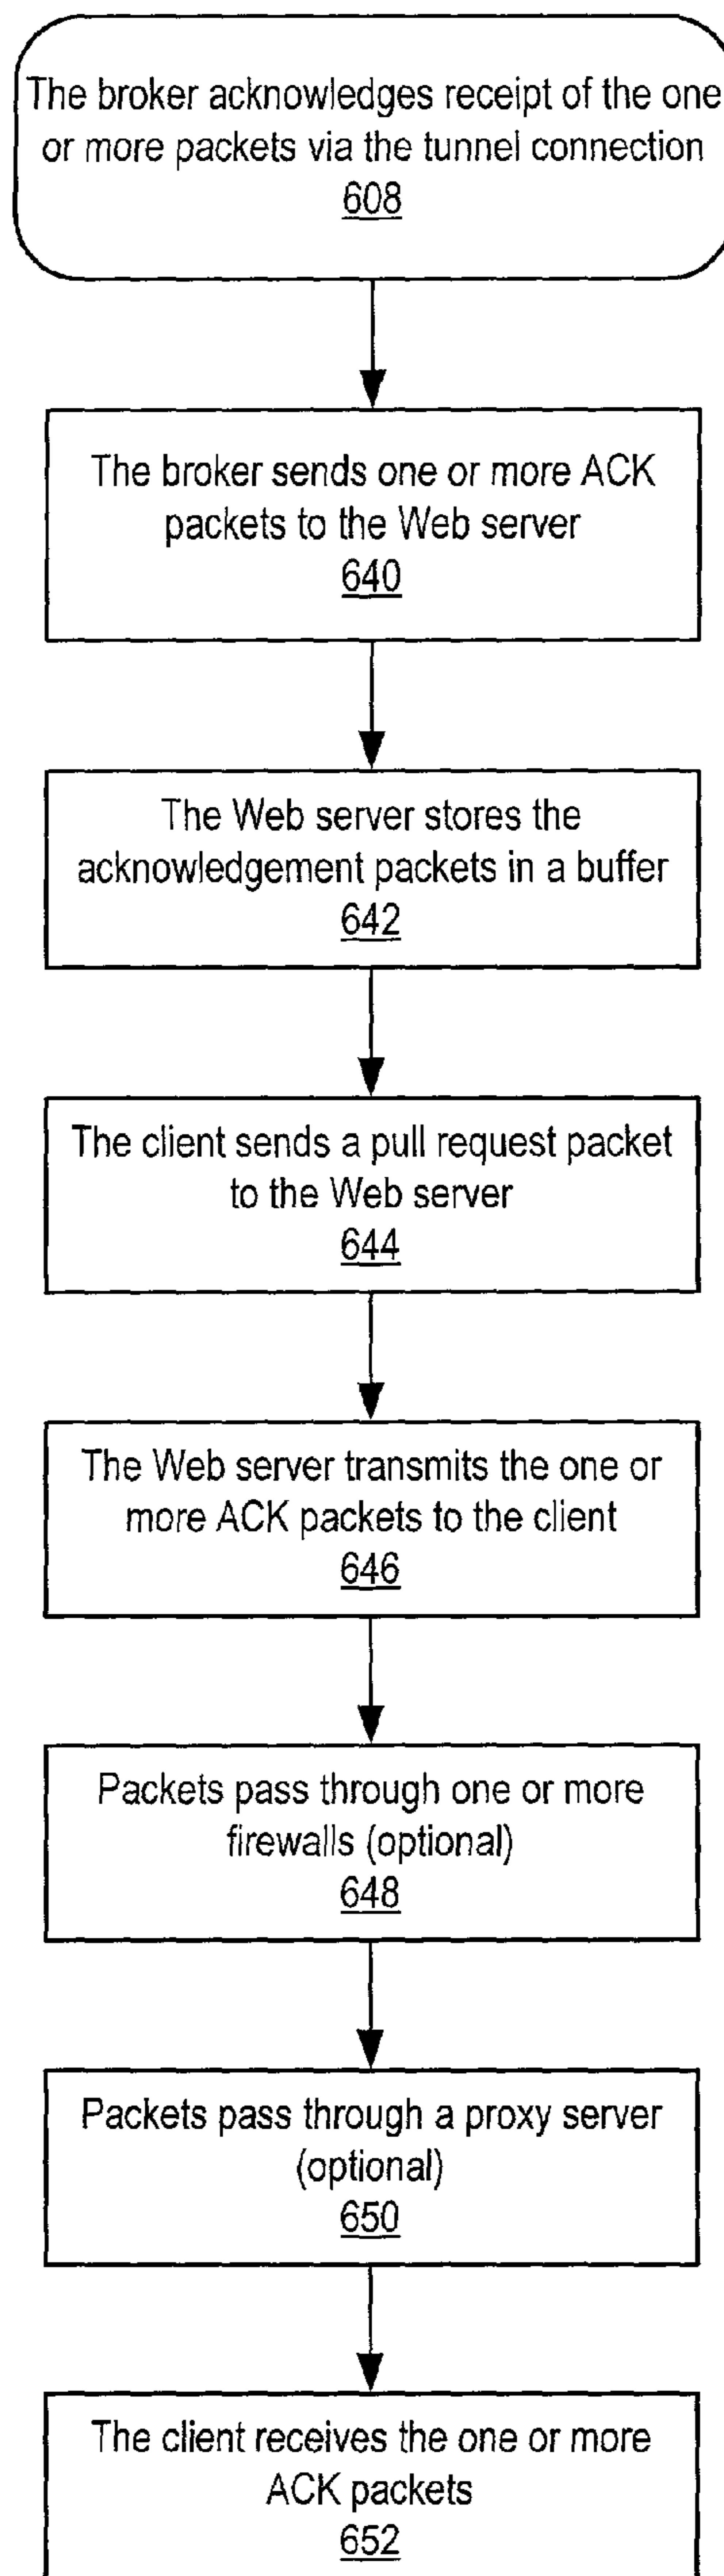 The broker acknowledges receipt of the one
or more packets via the tunnel connection
608
The broker sends one or more ACK
packets to the Web server
640
The Web server stores the
acknowledgement packets in a buffer
642
The client sends a pull request packet
to the Web server
644
The Web server transmits the one or
more ACK packets to the client
646
Packets pass through one or more
firewalls (optional)
648
Packets pass through a proxy server
(optional)
650
The client receives the one or more
ACK packets
652